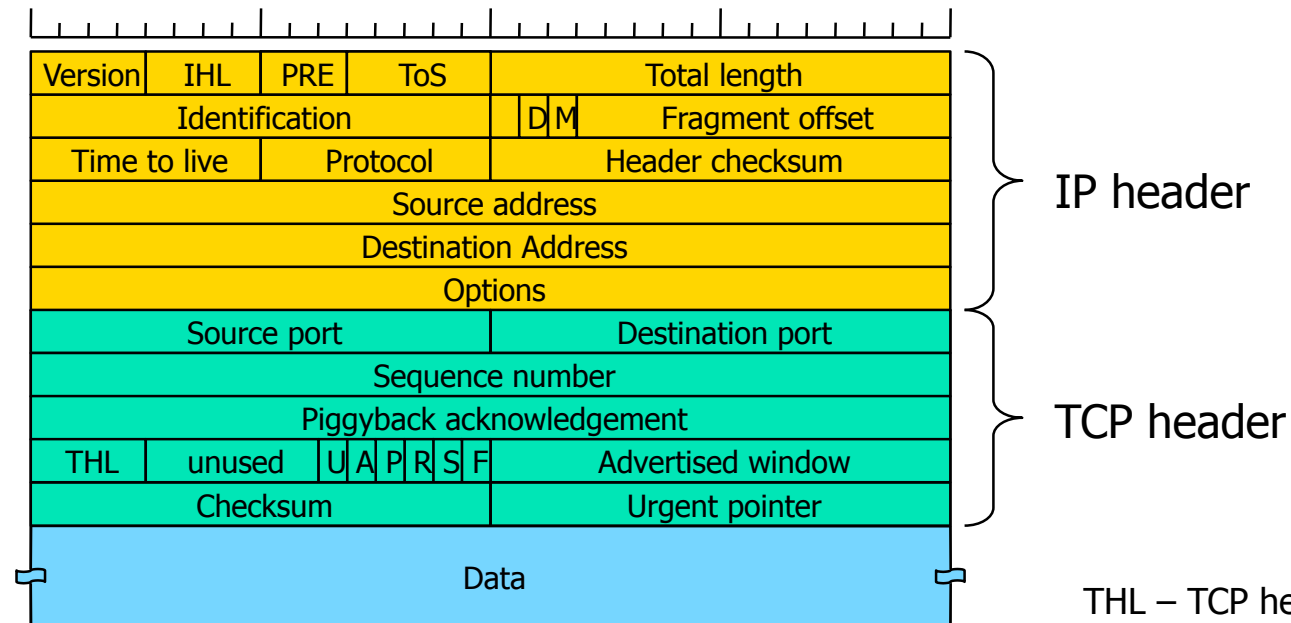 Version IHL PRE ToS Total length
Identification D M Fragment offset
Time to live Protocol Header checksum
Source address
Destination Address
Options
IP header
Source port Destination port
Sequence number
Piggyback acknowledgement
THL unused U A P R S F Advertised window
Checksum Urgent pointer
TCP header
Data
THL – TCP he